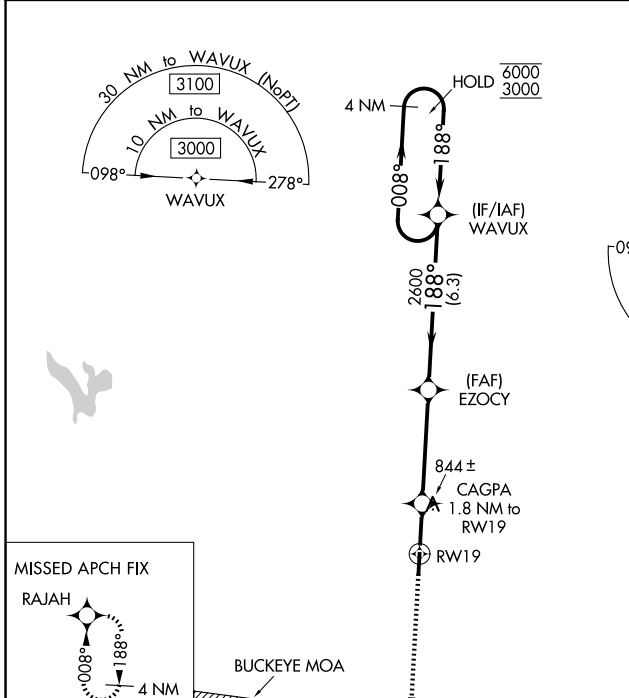 30 NM to WAVUX (NoPT)
3100
10 NM to WAVUX
3000
098°
278°
WAVUX
HOLD 6000
3000
4 NM
008°
188°
(IF/IAF)
WAVUX
2600
188°
(6.3)
09
(FAF)
EZOCY
844 ±
CAGPA
1.8 NM to
RW19
RW19
MISSED APCH FIX
RAJAH
008°
188°
4 NM
BUCKEYE MOA